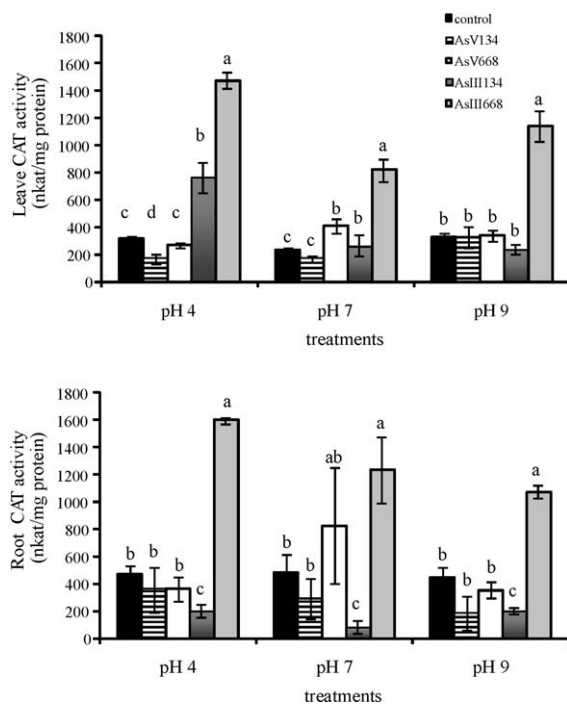 control
AsV134
AsV668
AsIII134
AsIII668
Leave CAT activity
(nkat/mg protein)
1800
1600
1400
1200
1000
800
600
400
200
0
c d c b a
c c b b a
b b b b a
pH 4 pH 7 pH 9
treatments
Root CAT activity
(nkat/mg protein)
1800
1600
1400
1200
1000
800
600
400
200
0
b b b c a
b b ab c a
b b b c a
pH 4 pH 7 pH 9
treatments